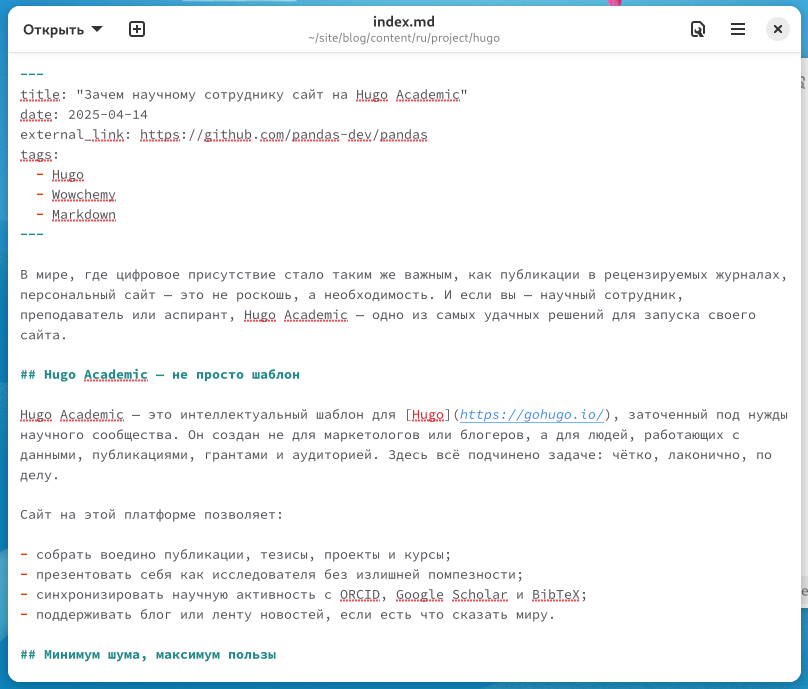 Открыть
index.md
~/site/blog/content/ru/project/hugo
---
title: "Зачем научному сотруднику сайт на Hugo Academic"
date: 2025-04-14
external_link: https://github.com/pandas-dev/pandas
tags:
  - Hugo
  - Wowchemy
  - Markdown
---
В мире, где цифровое присутствие стало таким же важным, как публикации в рецензируемых журналах,
персональный сайт — это не роскошь, а необходимость. И если вы — научный сотрудник,
преподаватель или аспирант, Hugo Academic — одно из самых удачных решений для запуска своего
сайта.
## Hugo Academic — не просто шаблон
Hugo Academic — это интеллектуальный шаблон для [Hugo](https://gohugo.io/), заточенный под нужды
научного сообщества. Он создан не для маркетологов или блогеров, а для людей, работающих с
данными, публикациями, грантами и аудиторией. Здесь всё подчинено задаче: чётко, лаконично, по
делу.
Сайт на этой платформе позволяет:
- собрать воедино публикации, тезисы, проекты и курсы;
- презентовать себя как исследователя без излишней помпезности;
- синхронизировать научную активность с ORCID, Google Scholar и BibTeX;
- поддерживать блог или ленту новостей, если есть что сказать миру.
## Минимум шума, максимум пользы